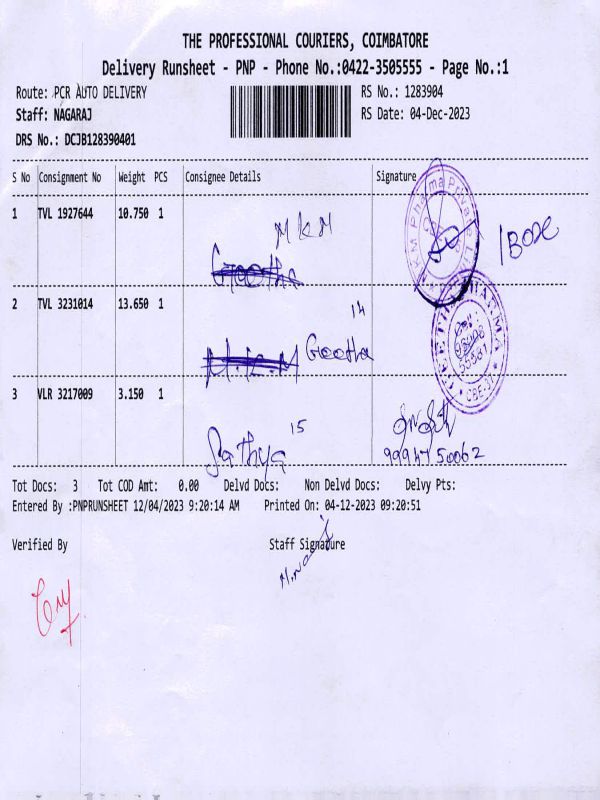 THE PROFESSIONAL COURIERS, COIMBATORE
Delivery Runsheet - PNP - Phone No.:0422-3505555 - Page No.:1
Route: PCR AUTO DELIVERY
RS No.: 1283904
Staff: NAGARAJ
RS Date: 04-Dec-2023
DRS No.: DCJB128390401
S No Consignment No Weight PCS Consignee Details Signature
1 TVL 1927644 10.750 1
MKM
Geetha
1 BOX
2 TVL 3231014 13.650 1
14
M.K.M Geetha
3 VLR 3217009 3.150 1
15
Sathya
9994750062
Tot Docs: 3 Tot COD Amt: 0.00 Delvd Docs: Non Delvd Docs: Delvy Pts:
Entered By :PNPRUNSHEET 12/04/2023 9:20:14 AM Printed On: 04-12-2023 09:20:51
Verified By Staff Signature